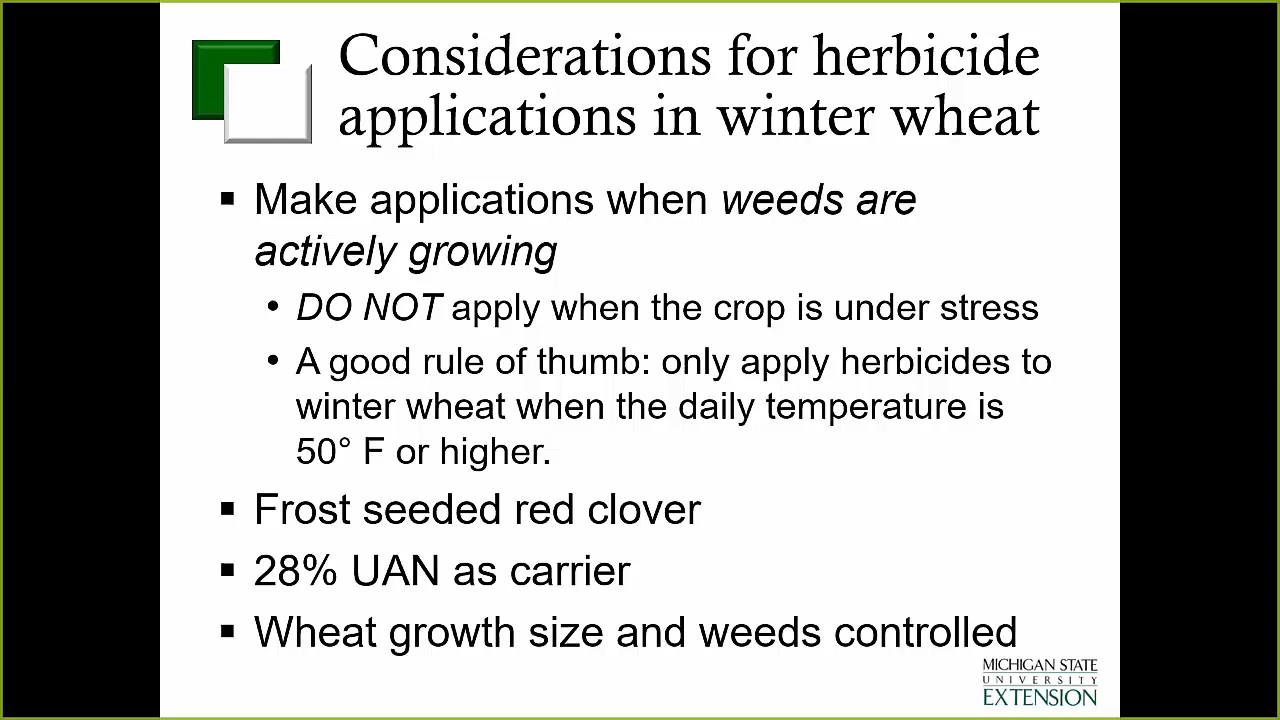 Considerations for herbicide
applications in winter wheat
▪ Make applications when weeds are
actively growing
• DO NOT apply when the crop is under stress
• A good rule of thumb: only apply herbicides to
winter wheat when the daily temperature is
50° F or higher.
▪ Frost seeded red clover
▪ 28% UAN as carrier
▪ Wheat growth size and weeds controlled
MICHIGAN STATE
UNIVERSITY
EXTENSION